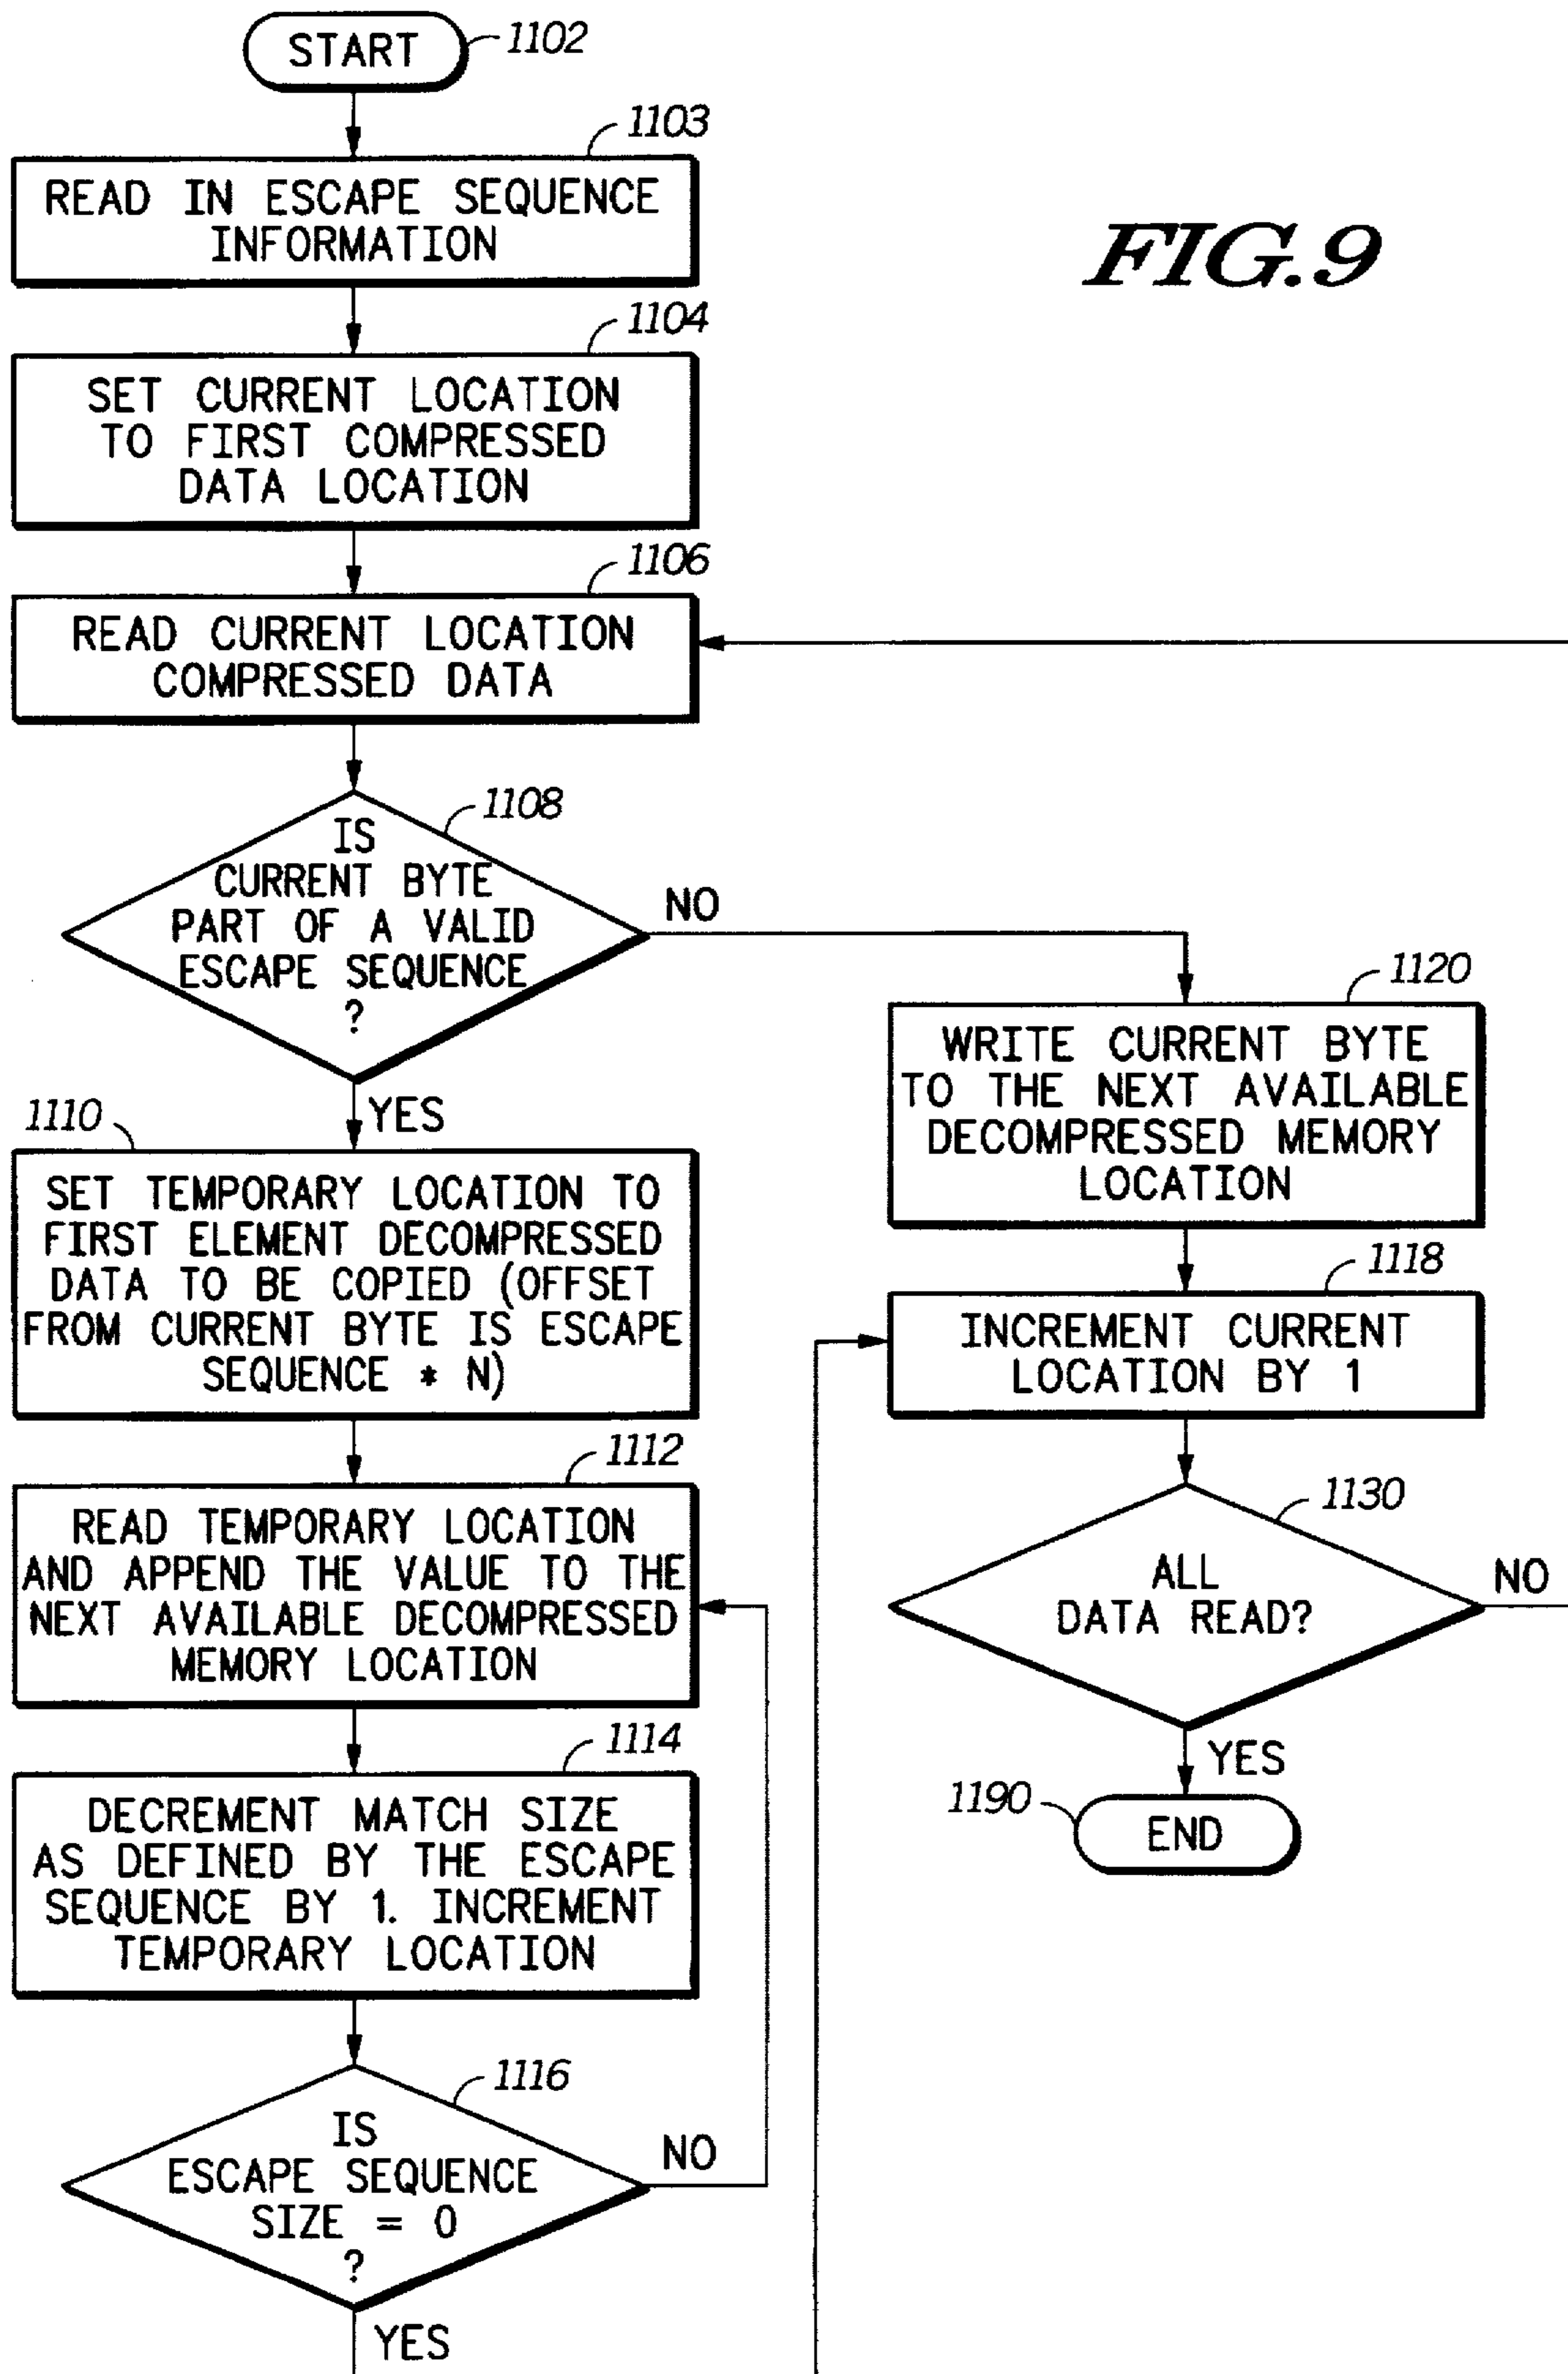 START
1102
1103
READ IN ESCAPE SEQUENCE
INFORMATION
FIG.9
1104
SET CURRENT LOCATION
TO FIRST COMPRESSED
DATA LOCATION
1106
READ CURRENT LOCATION
COMPRESSED DATA
1108
IS
CURRENT BYTE
PART OF A VALID
ESCAPE SEQUENCE
?
NO
YES
1110
SET TEMPORARY LOCATION TO
FIRST ELEMENT DECOMPRESSED
DATA TO BE COPIED (OFFSET
FROM CURRENT BYTE IS ESCAPE
SEQUENCE * N)
1112
READ TEMPORARY LOCATION
AND APPEND THE VALUE TO THE
NEXT AVAILABLE DECOMPRESSED
MEMORY LOCATION
1114
DECREMENT MATCH SIZE
AS DEFINED BY THE ESCAPE
SEQUENCE BY 1. INCREMENT
TEMPORARY LOCATION
1116
IS
ESCAPE SEQUENCE
SIZE = 0
?
NO
YES
1120
WRITE CURRENT BYTE
TO THE NEXT AVAILABLE
DECOMPRESSED MEMORY
LOCATION
1118
INCREMENT CURRENT
LOCATION BY 1
1130
ALL
DATA READ?
NO
YES
1190
END